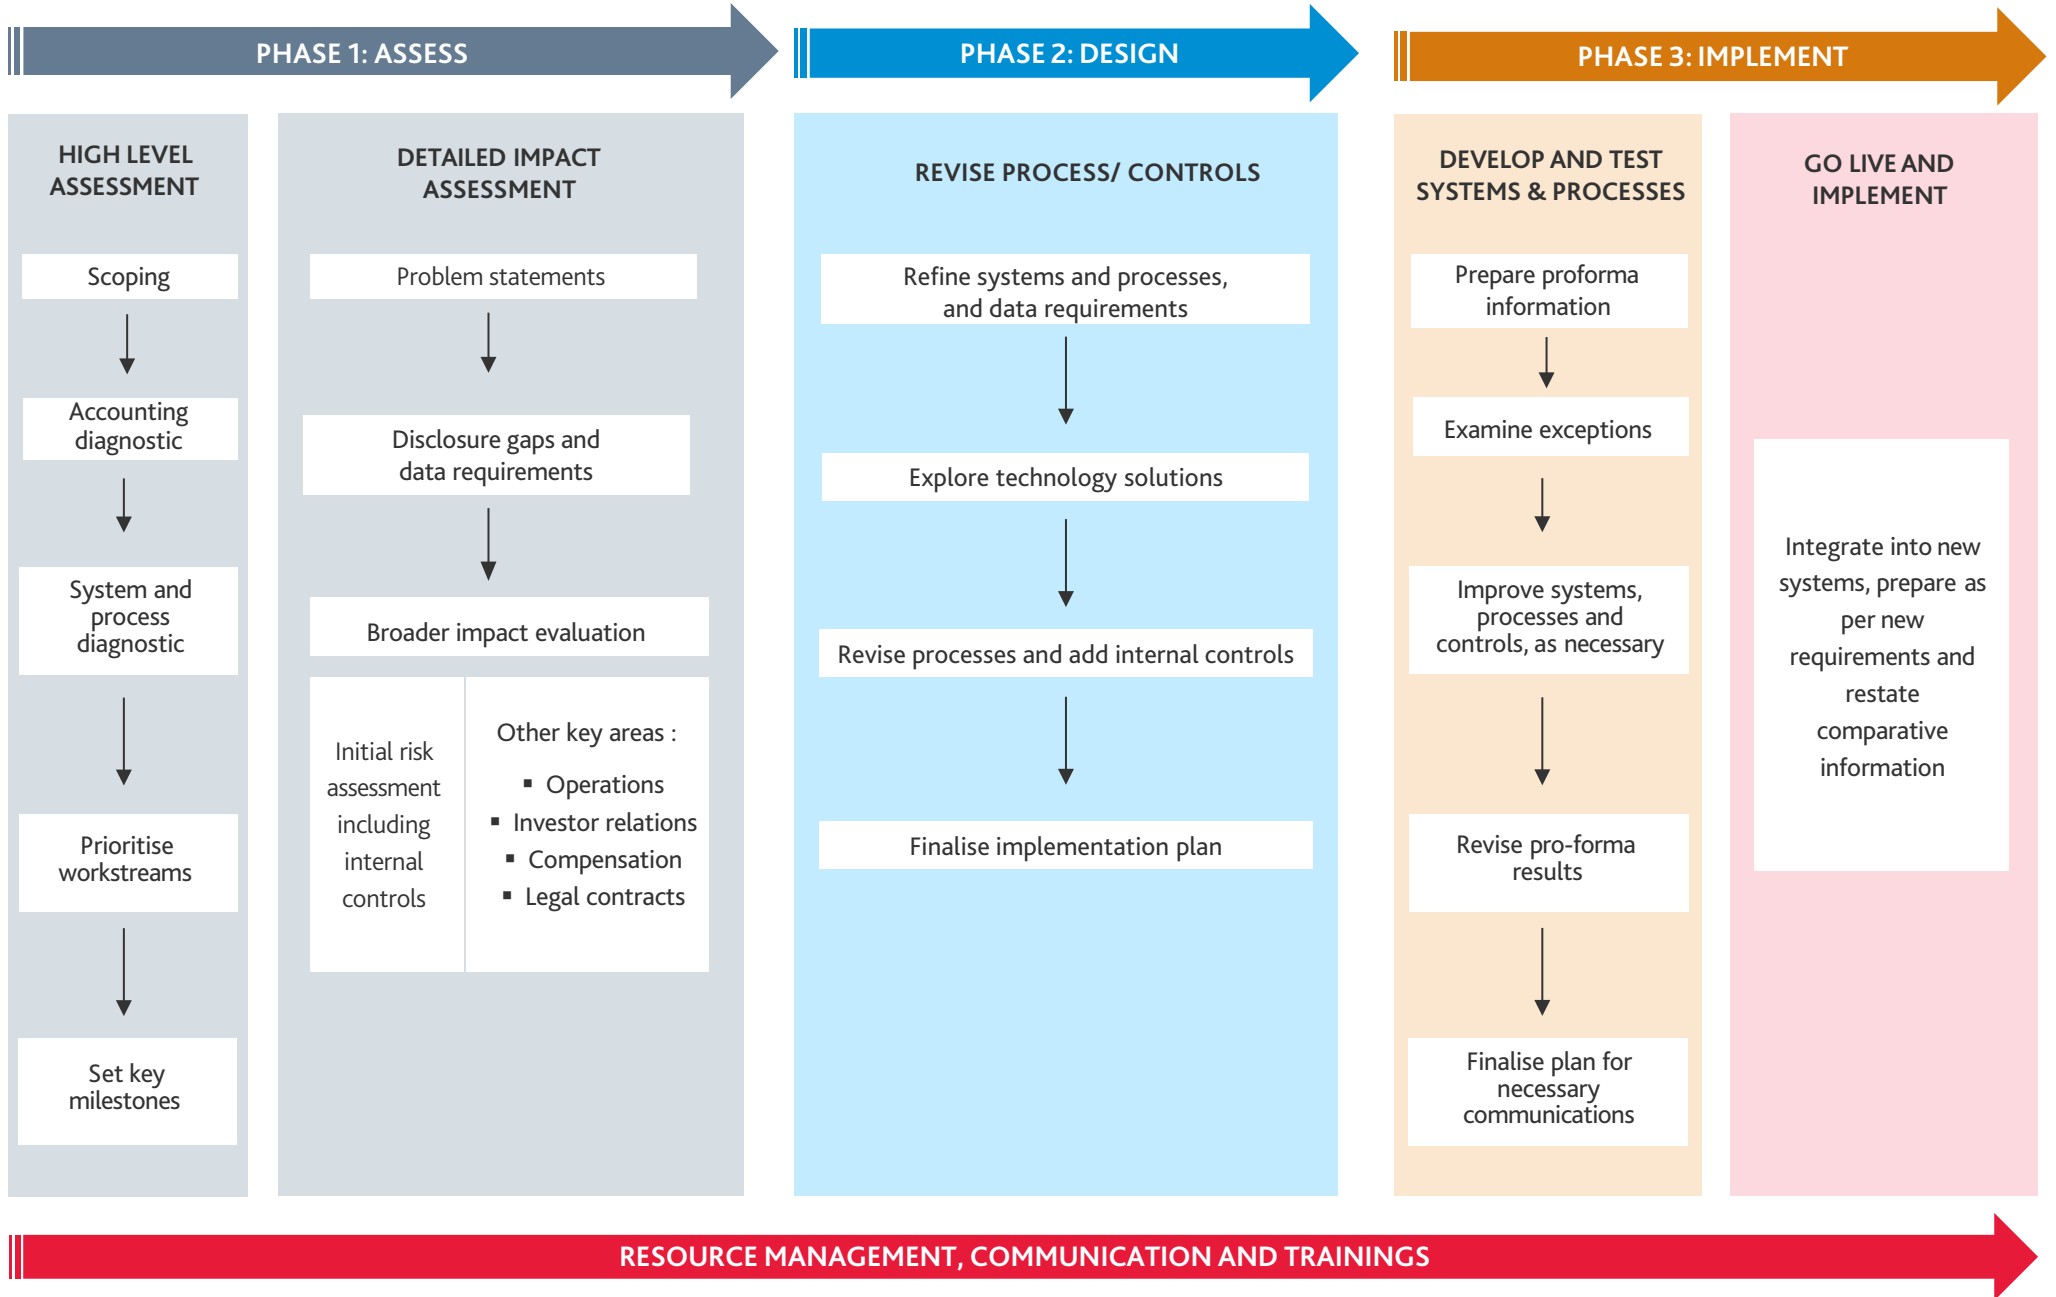 PHASE 1: ASSESS
PHASE 2: DESIGN
PHASE 3: IMPLEMENT
HIGH LEVEL
ASSESSMENT
Scoping
Accounting
diagnostic
System and
process
diagnostic
Prioritise
workstreams
Set key
milestones
DETAILED IMPACT
ASSESSMENT
Problem statements
Disclosure gaps and
data requirements
Broader impact evaluation
Initial risk
assessment
including
internal
controls
Other key areas :
▪ Operations
▪ Investor relations
▪ Compensation
▪ Legal contracts
REVISE PROCESS/ CONTROLS
Refine systems and processes,
and data requirements
Explore technology solutions
Revise processes and add internal controls
Finalise implementation plan
DEVELOP AND TEST
SYSTEMS & PROCESSES
Prepare proforma
information
Examine exceptions
Improve systems,
processes and
controls, as necessary
Revise pro-forma
results
Finalise plan for
necessary
communications
GO LIVE AND
IMPLEMENT
Integrate into new
systems, prepare as
per new
requirements and
restate
comparative
information
RESOURCE MANAGEMENT, COMMUNICATION AND TRAININGS